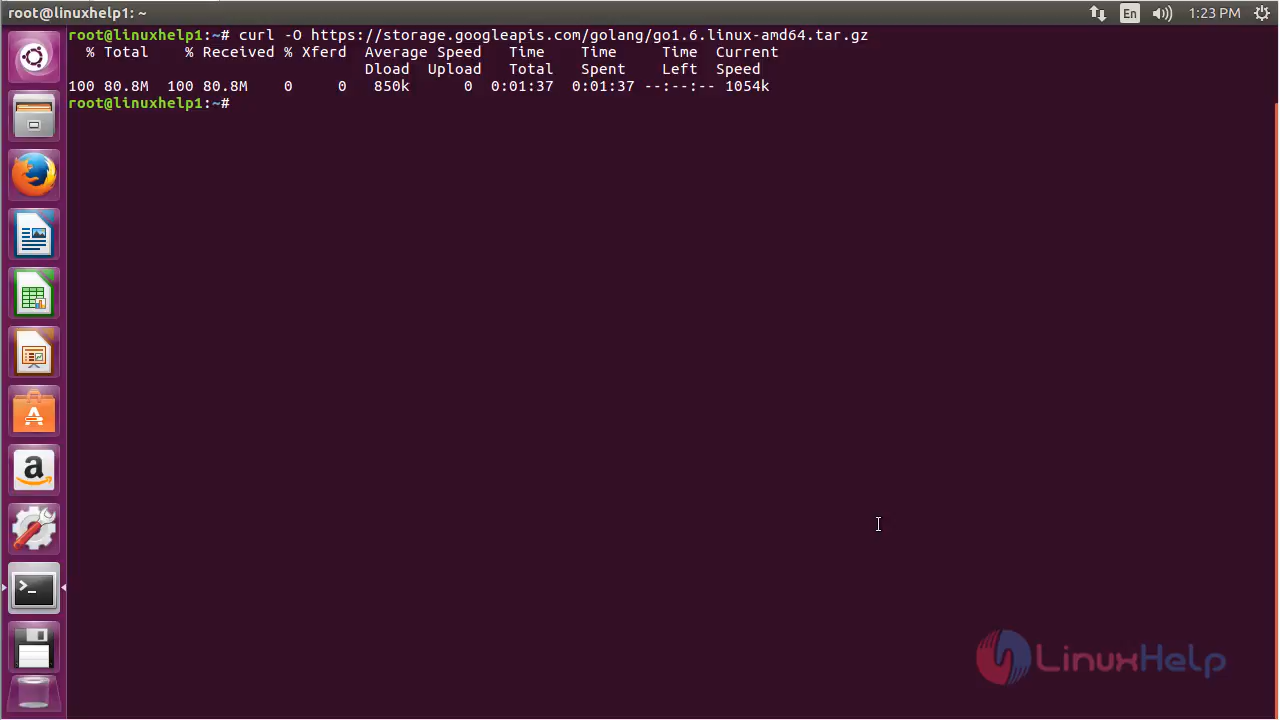 root@linuxhelp1: ~
En
1:23 PM
root@linuxhelp1:~# curl -O https://storage.googleapis.com/golang/go1.6.linux-amd64.tar.gz
% Total % Received % Xferd Average Speed Time Time Time Current
Dload Upload Total Spent Left Speed
100 80.8M 100 80.8M 0 0 850k 0 0:01:37 0:01:37 --:--:-- 1054k
root@linuxhelp1:~#
LinuxHelp